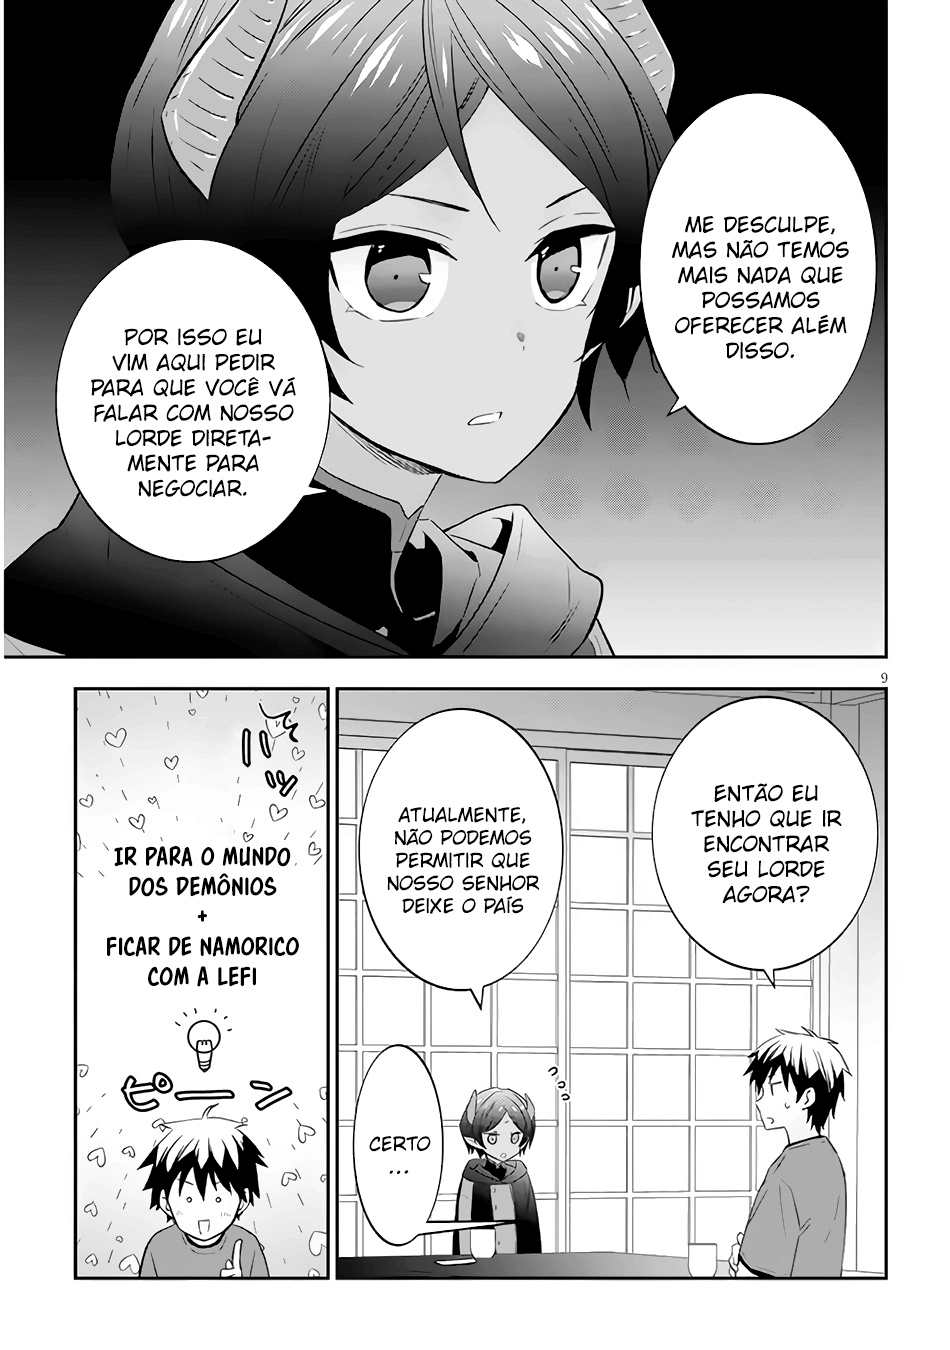 ME DESCULPE,
MAS NÃO TEMOS
MAIS NADA QUE
POSSAMOS
OFERECER ALÉM
DISSO.
POR ISSO EU
VIM AQUI PEDIR
PARA QUE VOCÊ VÁ
FALAR COM NOSSO
LORDE DIRETA-
MENTE PARA
NEGOCIAR.
9
ENTÃO EU
TENHO QUE IR
ENCONTRAR
SEU LORDE
AGORA?
ATUALMENTE,
NÃO PODEMOS
PERMITIR QUE
NOSSO SENHOR
DEIXE O PAÍS
CERTO
...
IR PARA O MUNDO
DOS DEMÔNIOS
+
FICAR DE NAMORICO
COM A LEFI
ピーン